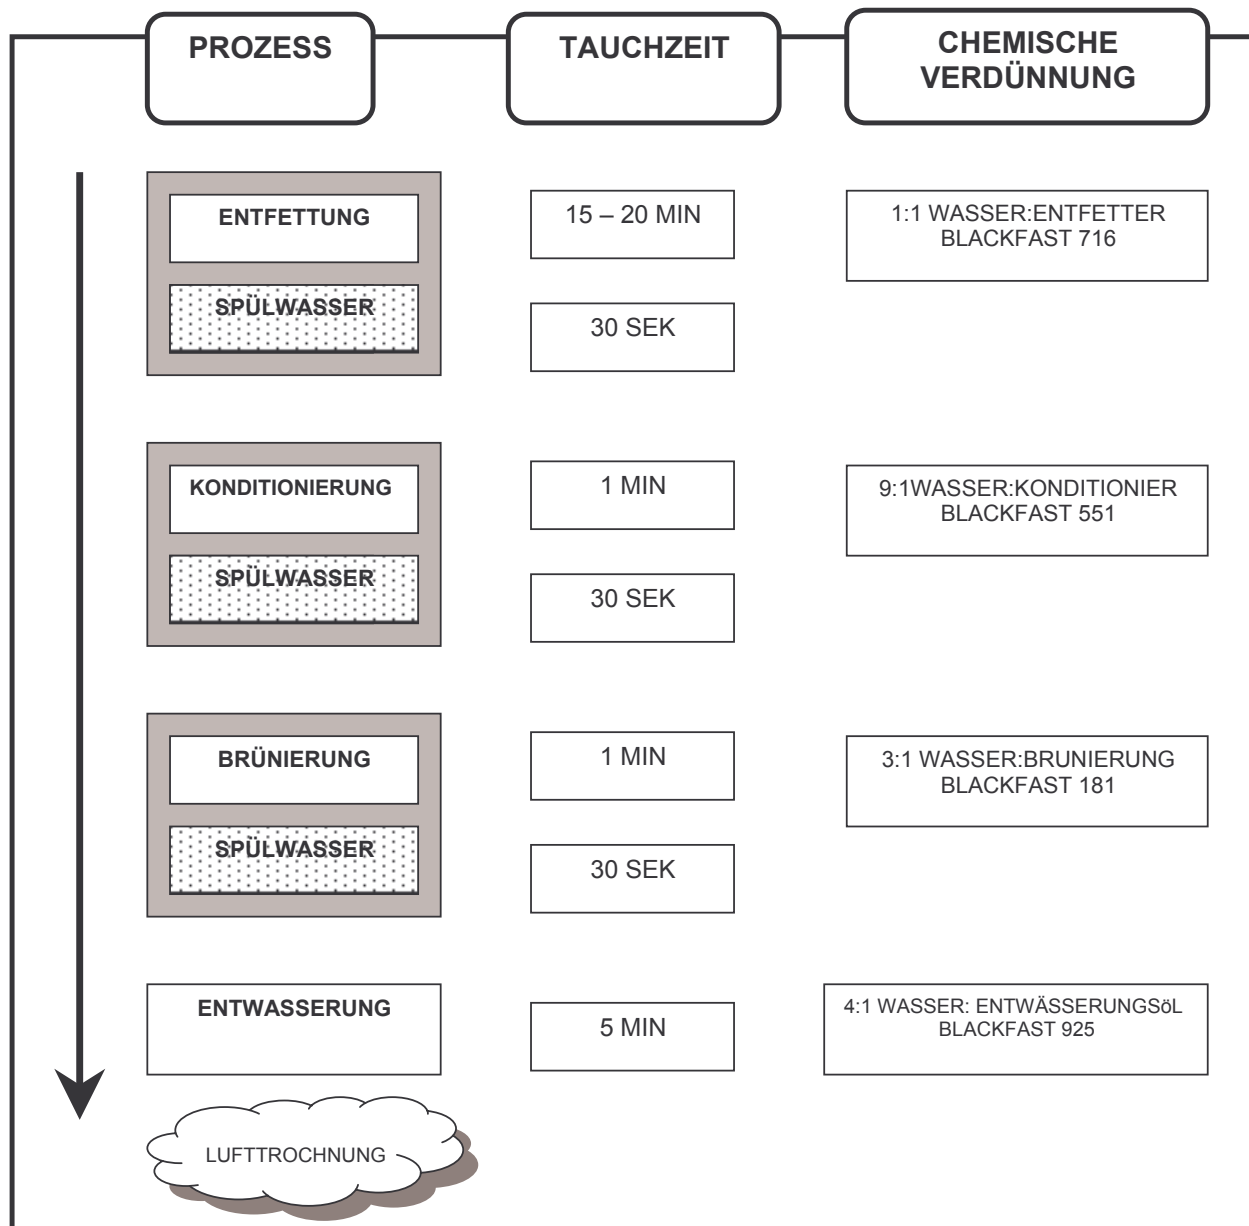 PROZESS
TAUCHZEIT
CHEMISCHE
VERDÜNNUNG
ENTFETTUNG
15 – 20 MIN
1:1 WASSER:ENTFETTER
BLACKFAST 716
SPÜLWASSER
30 SEK
KONDITIONIERUNG
1 MIN
9:1WASSER:KONDITIONIER
BLACKFAST 551
SPÜLWASSER
30 SEK
BRÜNIERUNG
1 MIN
3:1 WASSER:BRUNIERUNG
BLACKFAST 181
SPÜLWASSER
30 SEK
ENTWASSERUNG
5 MIN
4:1 WASSER: ENTWÄSSERUNGSöL
BLACKFAST 925
LUFTTROCHNUNG